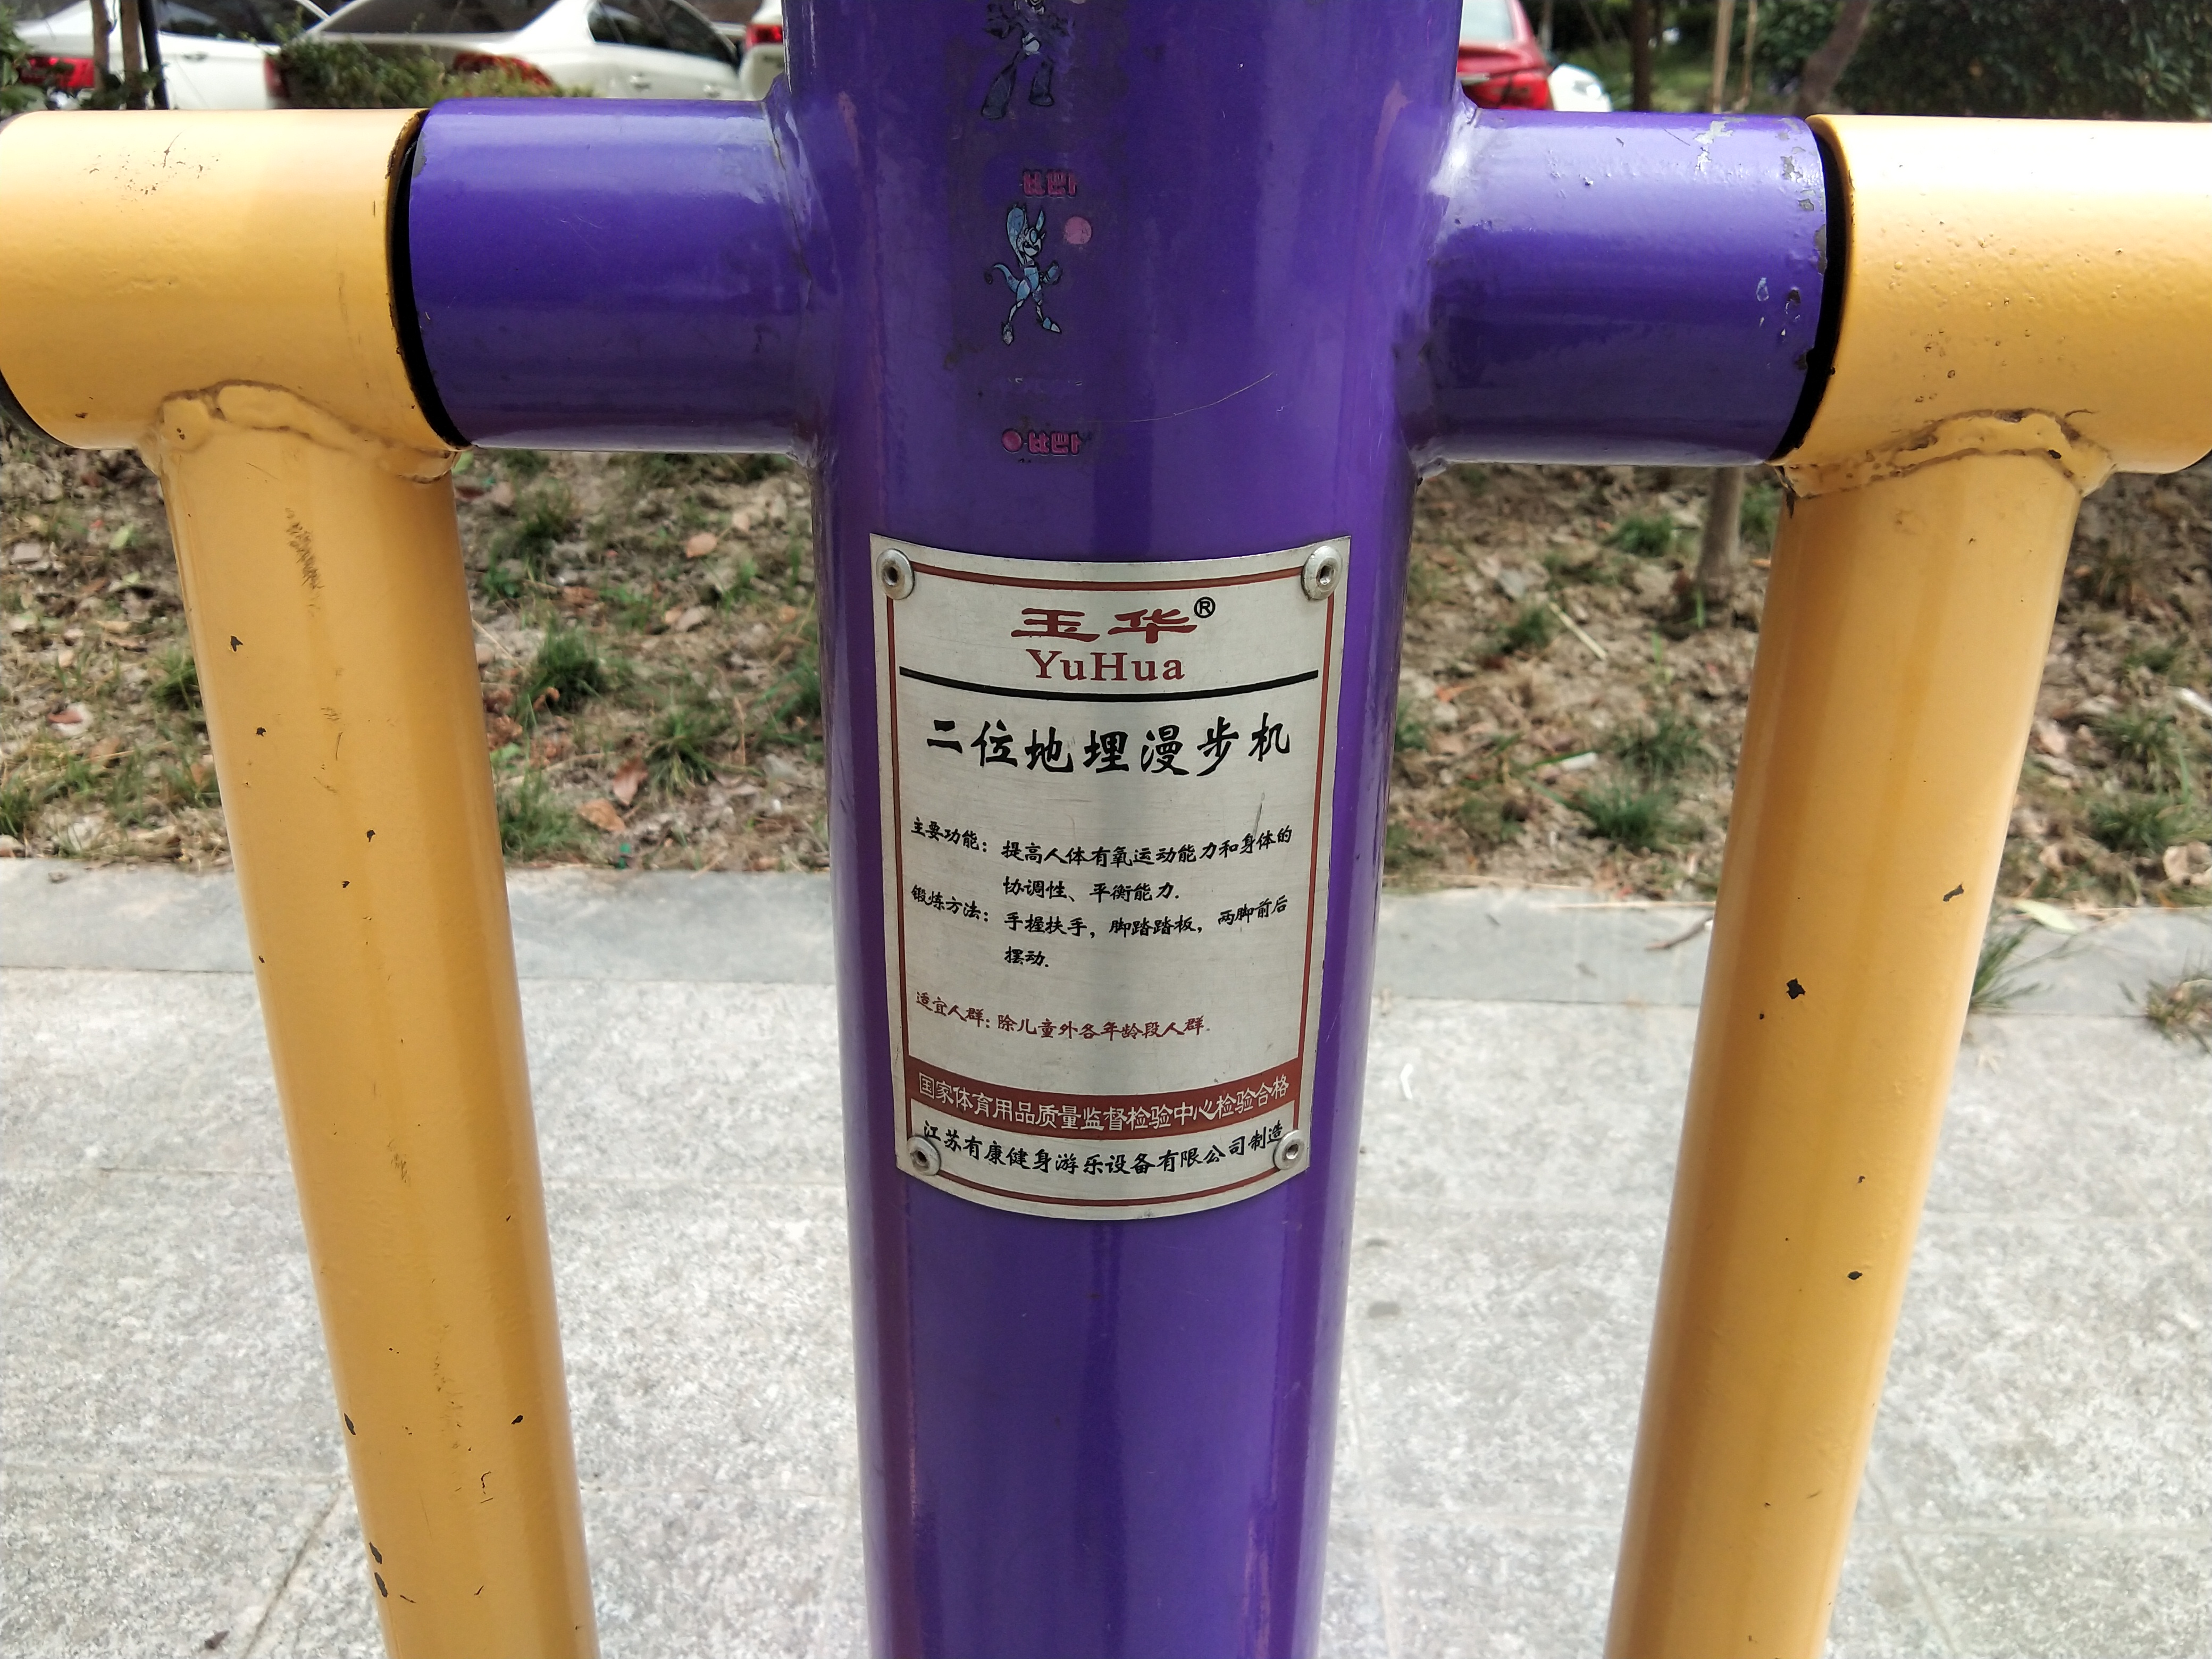 玉华®
YuHua
二位地埋漫步机
主要功能：提高人体有氧运动能力和身体的
协调性、平衡能力.
锻炼方法：手握扶手，脚踏踏板，两脚前后
摆动.
适宜人群：除儿童外各年龄段人群.
国家体育用品质量监督检验中心检验合格
江苏有康健身游乐设备有限公司制造